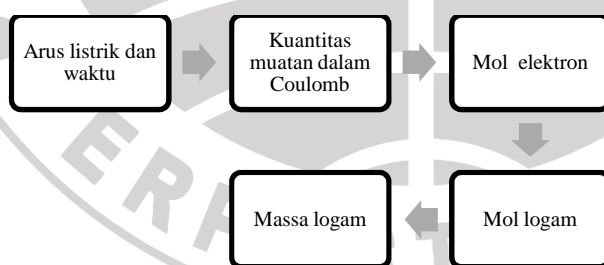 Arus listrik dan
waktu
Kuantitas
muatan dalam
Coulomb
Mol elektron
Mol logam
Massa logam